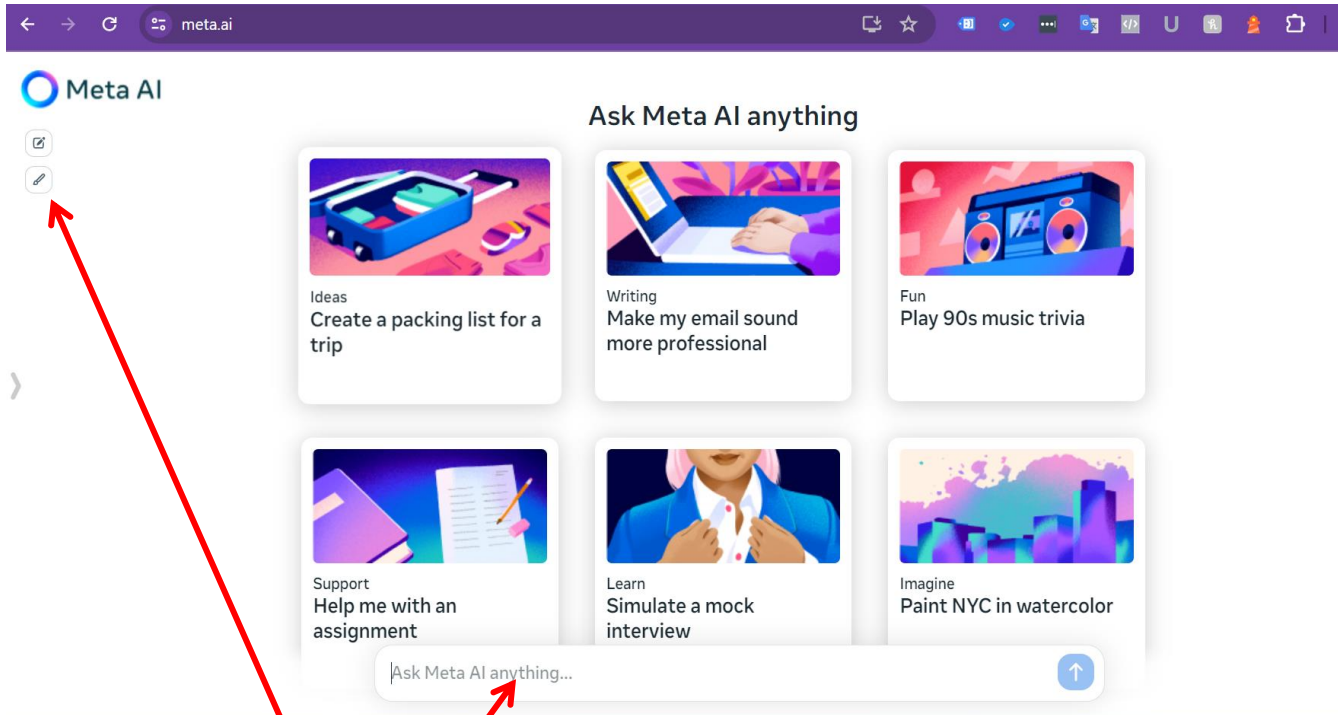 meta.ai
Meta AI
Ask Meta AI anything
Ideas
Create a packing list for a
trip
Writing
Make my email sound
more professional
Fun
Play 90s music trivia
Support
Help me with an
assignment
Learn
Simulate a mock
interview
Imagine
Paint NYC in watercolor
Ask Meta AI anything...